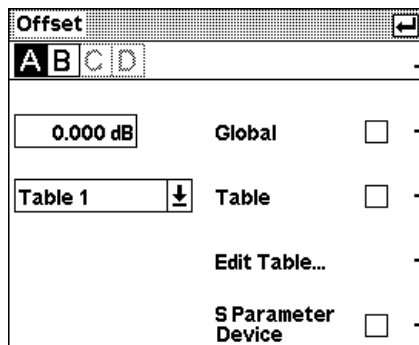 Offset
A B C D
0.000 dB Global
Table 1 Table
Edit Table...
S Parameter
Device